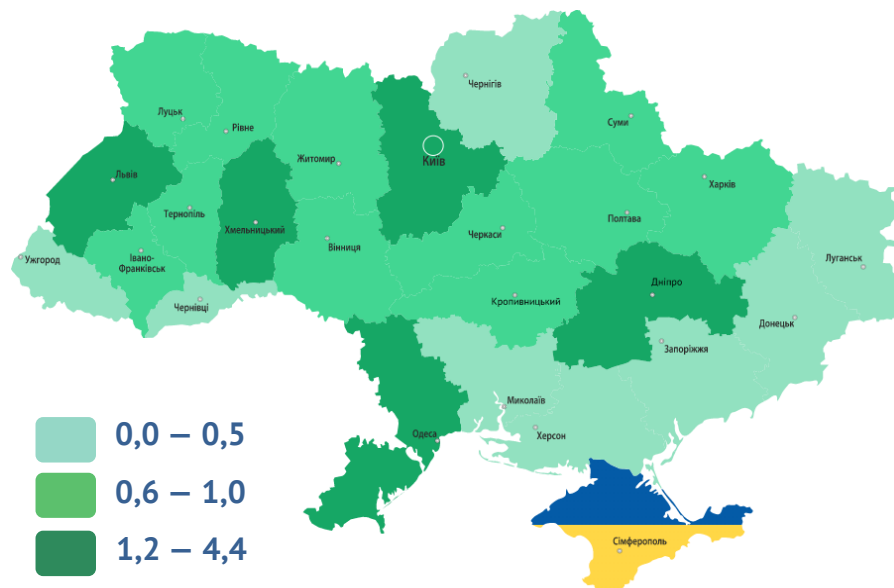 Чернігів
Луцьк
Рівне
Суми
Житомир
Київ
Львів
Харків
Тернопіль
Хмельницький
Полтава
Черкаси
Вінниця
Ужгород
Івано-
Франківськ
Луганськ
Дніпро
Чернівці
Кропивницький
Донецьк
Запоріжжя
Миколаїв
Одеса
Херсон
0,0 – 0,5
0,6 – 1,0
1,2 – 4,4
Сімферополь